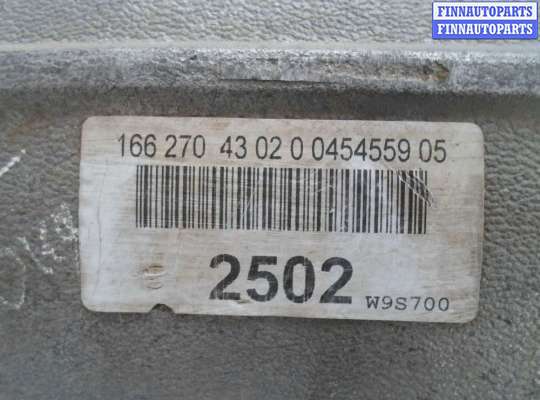 FINNAUTOPARTS
FINNAUTOPARTS
166 270 43 02 0 0454559 05
2502
W9S700